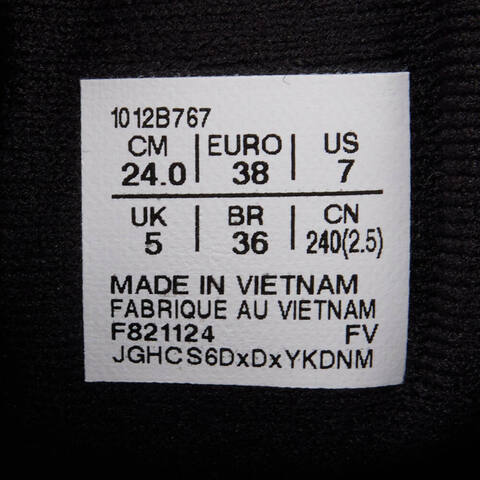 1012B767
CM | EURO | US
24.0 | 38 | 7
UK | BR | CN
5 | 36 | 240(2.5)
MADE IN VIETNAM
FABRIQUE AU VIETNAM
F821124 FV
JGHCS6DxDxYKDNM